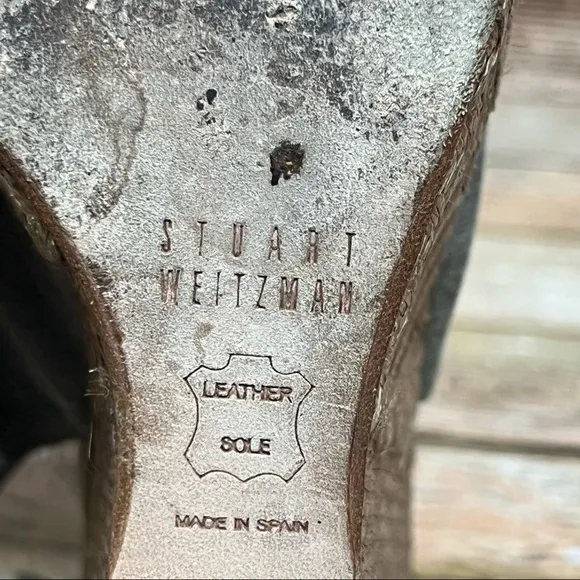 STUART
WEITZMAN
LEATHER
SOLE
MADE IN SPAIN